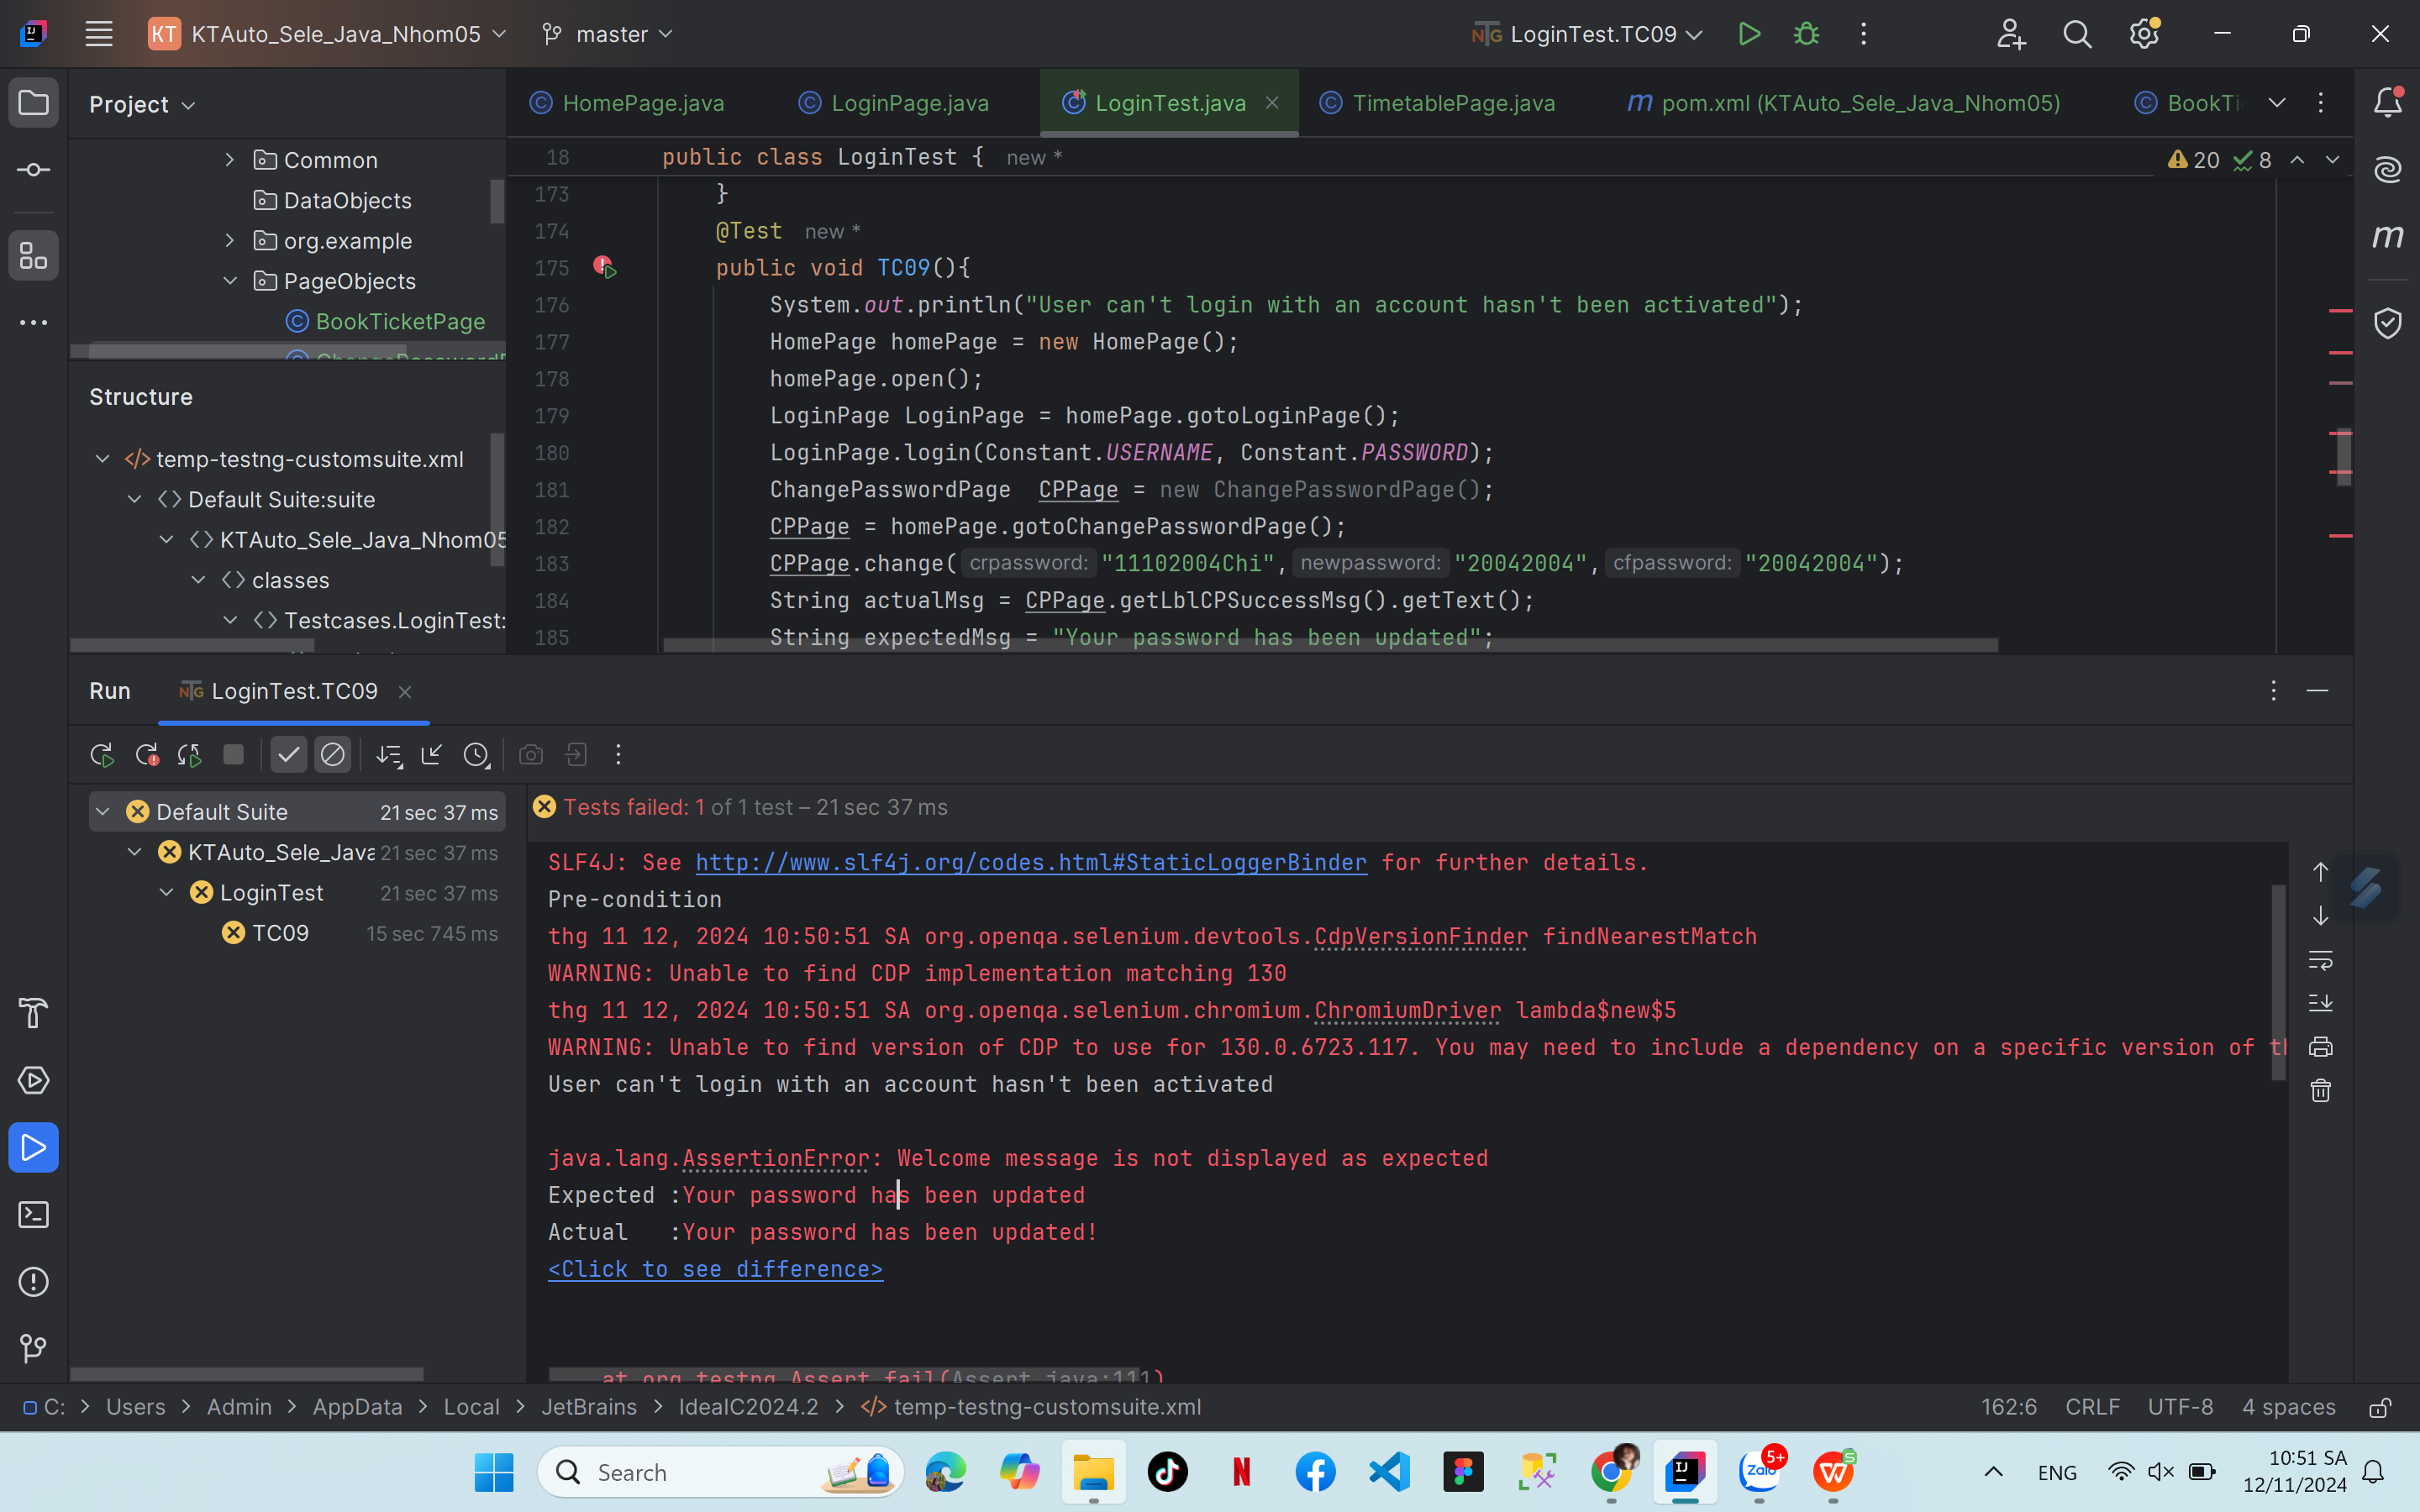 KT KTAuto_Sele_Java_Nhom05 master LoginTest.TC09
Project
HomePage.java LoginPage.java LoginTest.java TimetablePage.java pom.xml (KTAuto_Sele_Java_Nhom05)
Common
DataObjects
org.example
PageObjects
BookTicketPage
Structure
temp-testng-customsuite.xml
Default Suite:suite
KTAuto_Sele_Java_Nhom05
classes
Testcases.LoginTest:
18 public class LoginTest { new * 20 8
173 }
174 @Test new *
175 public void TC09(){
176 System.out.println("User can't login with an account hasn't been activated");
177 HomePage homePage = new HomePage();
178 homePage.open();
179 LoginPage LoginPage = homePage.gotoLoginPage();
180 LoginPage.login(Constant.USERNAME, Constant.PASSWORD);
181 ChangePasswordPage CPPage = new ChangePasswordPage();
182 CPPage = homePage.gotoChangePasswordPage();
183 CPPage.change( crpassword: "11102004Chi", newpassword: "20042004", cfpassword: "20042004");
184 String actualMsg = CPPage.getLblCPSuccessMsg().getText();
185 String expectedMsg = "Your password has been updated";
Run LoginTest.TC09
Default Suite 21 sec 37 ms
KTAuto_Sele_Java 21 sec 37 ms
LoginTest 21 sec 37 ms
TC09 15 sec 745 ms
Tests failed: 1 of 1 test – 21 sec 37 ms
SLF4J: See http://www.slf4j.org/codes.html#StaticLoggerBinder for further details.
Pre-condition
thg 11 12, 2024 10:50:51 SA org.openqa.selenium.devtools.CdpVersionFinder findNearestMatch
WARNING: Unable to find CDP implementation matching 130
thg 11 12, 2024 10:50:51 SA org.openqa.selenium.chromium.ChromiumDriver lambda$new$5
WARNING: Unable to find version of CDP to use for 130.0.6723.117. You may need to include a dependency on a specific version of
User can't login with an account hasn't been activated
java.lang.AssertionError: Welcome message is not displayed as expected
Expected :Your password has been updated
Actual :Your password has been updated!
<Click to see difference>
at org.testng.Assert.fail(Assert.java:111)
C: Users Admin AppData Local JetBrains IdeaIC2024.2 temp-testng-customsuite.xml 162:6 CRLF UTF-8 4 spaces
Search
Zalo 5+
ENG
10:51 SA
12/11/2024